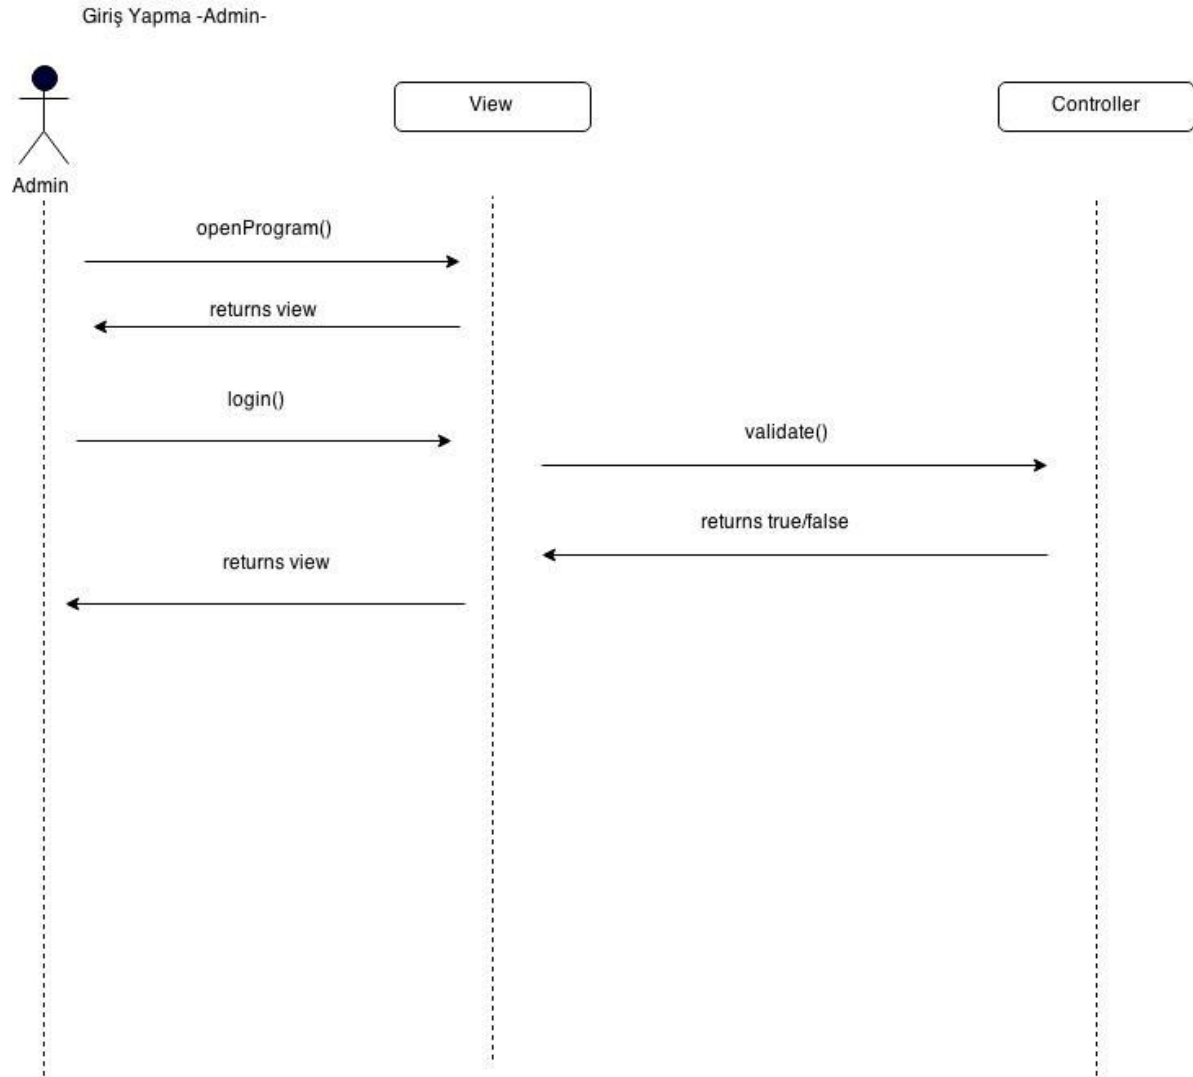 Giriş Yapma -Admin-
View
Controller
Admin
openProgram()
returns view
login()
validate()
returns true/false
returns view